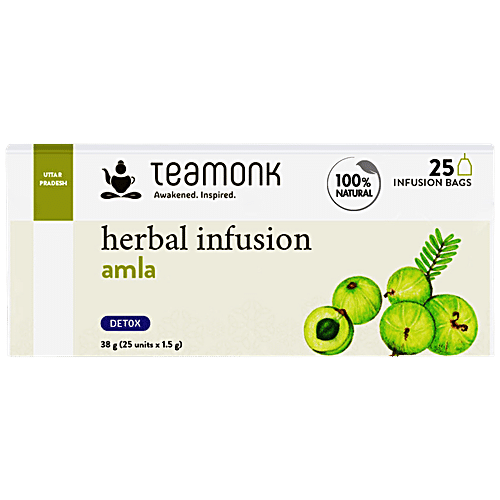 UTTAR
PRADESH
TEAMONK
Awakened. Inspired.
100%
NATURAL
25
INFUSION BAGS
herbal infusion
amla
DETOX
38 g (25 units x 1.5 g)